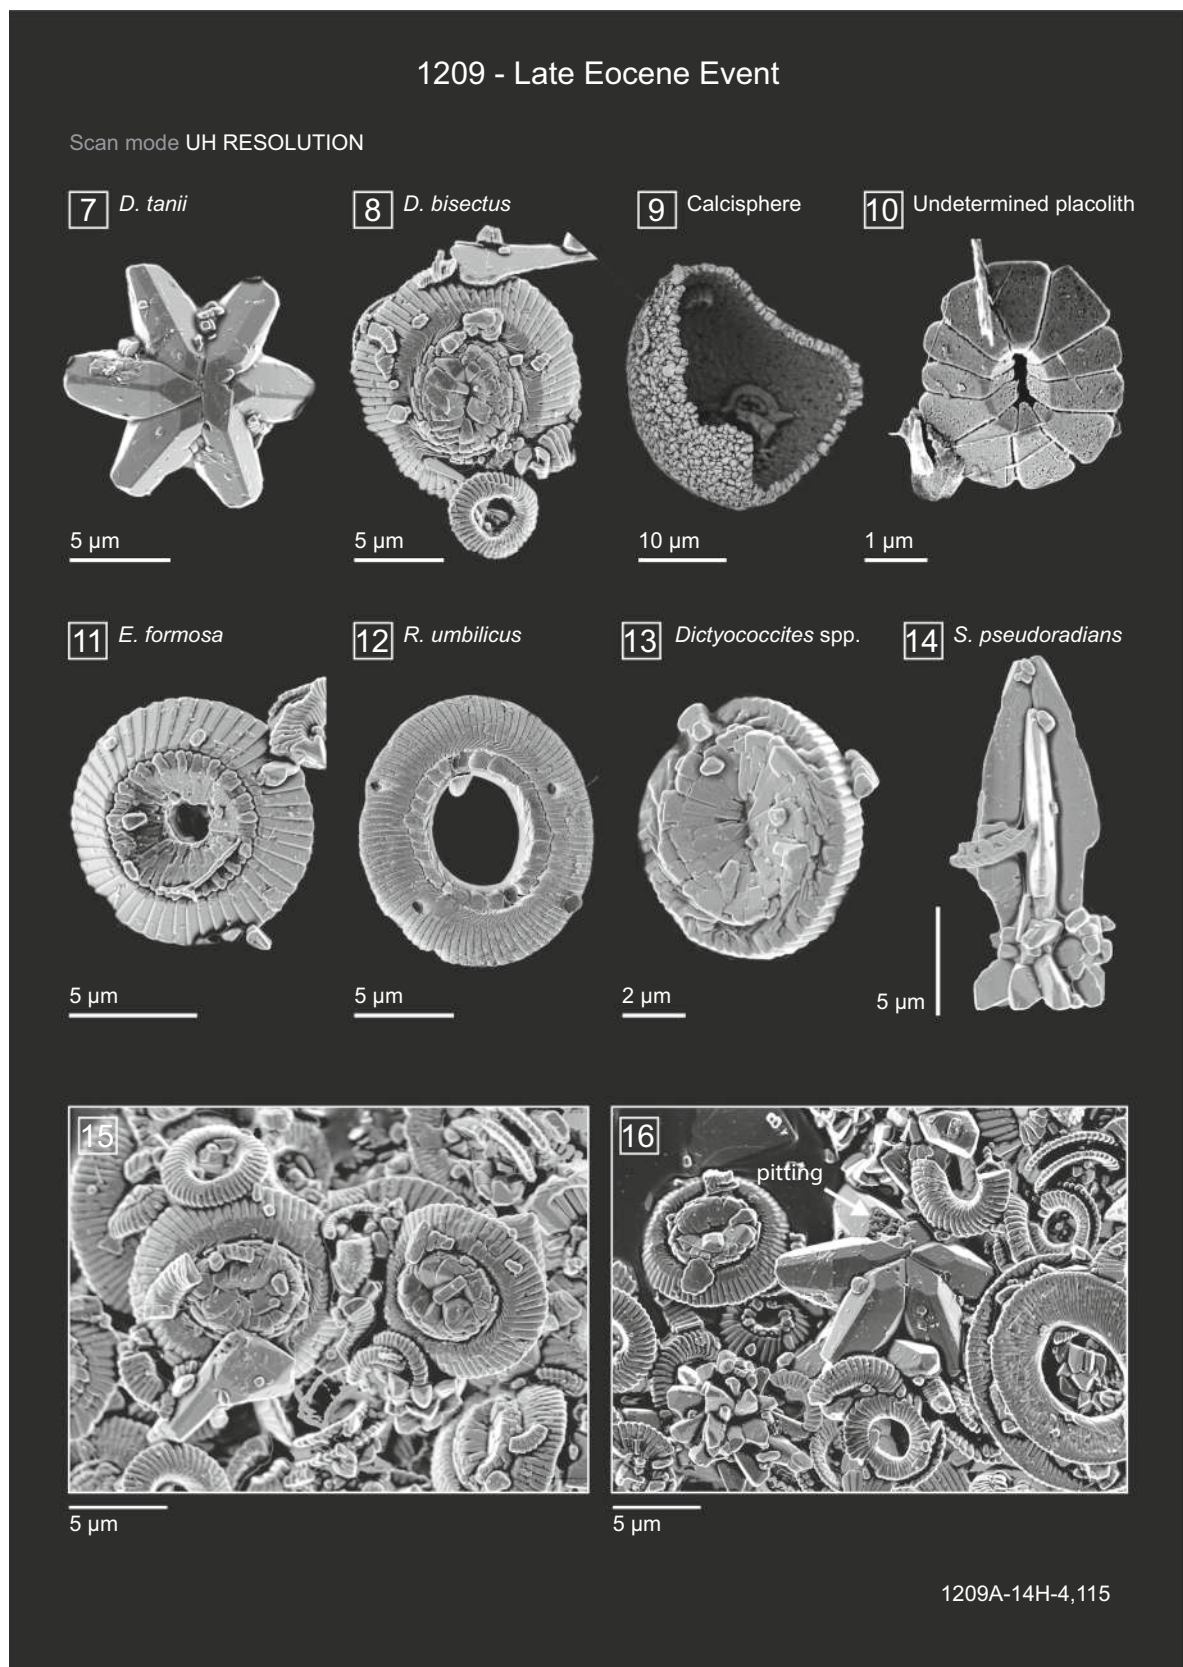 1209 - Late Eocene Event
Scan mode UH RESOLUTION
7 D. tanii
8 D. bisectus
9 Calcisphere
10 Undetermined placolith
5 µm
5 µm
10 µm
1 µm
11 E. formosa
12 R. umbilicus
13 Dictyococcites spp.
14 S. pseudoradians
5 µm
5 µm
2 µm
5 µm
15
16
pitting
5 µm
5 µm
1209A-14H-4,115